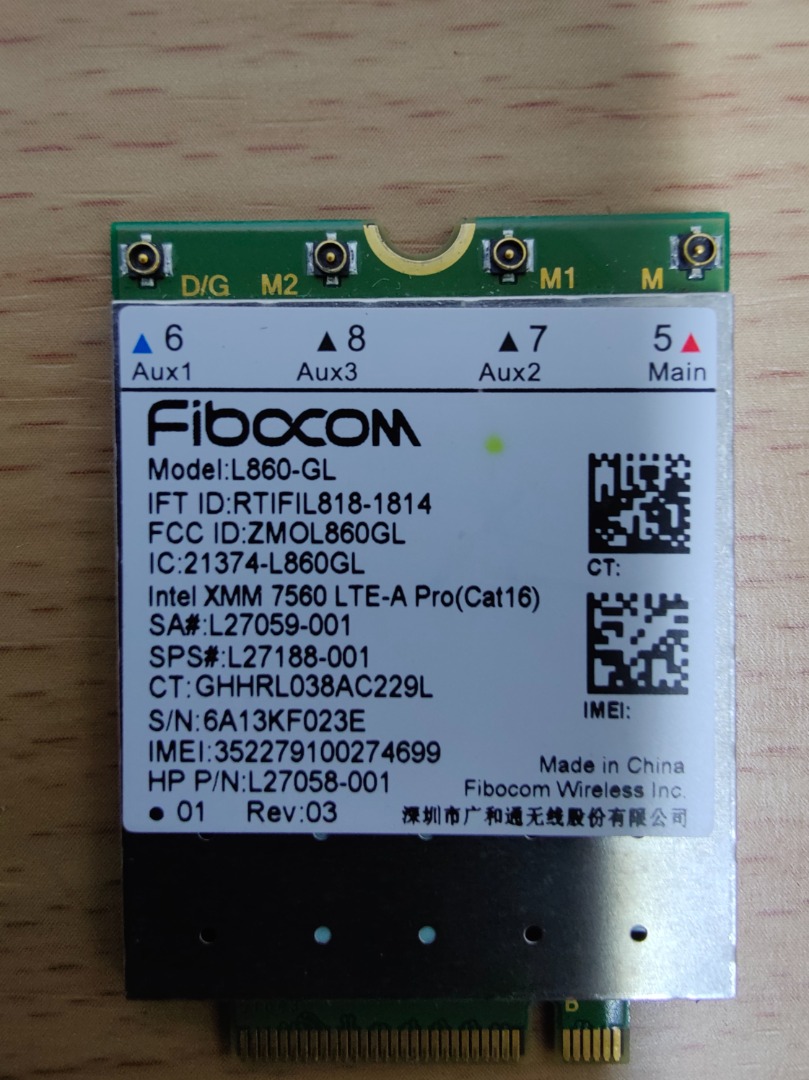 D/G M2 M1 M
6 8 7 5
Aux1 Aux3 Aux2 Main
Fibocom
Model:L860-GL
IFT ID:RTIFIL818-1814
FCC ID:ZMOL860GL
IC:21374-L860GL
CT:
Intel XMM 7560 LTE-A Pro(Cat16)
SA#:L27059-001
SPS#:L27188-001
CT:GHHRL038AC229L
S/N:6A13KF023E
IMEI:
IMEI:352279100274699
HP P/N:L27058-001
Made in China
Fibocom Wireless Inc.
01 Rev:03
深圳市广和通无线股份有限公司
B